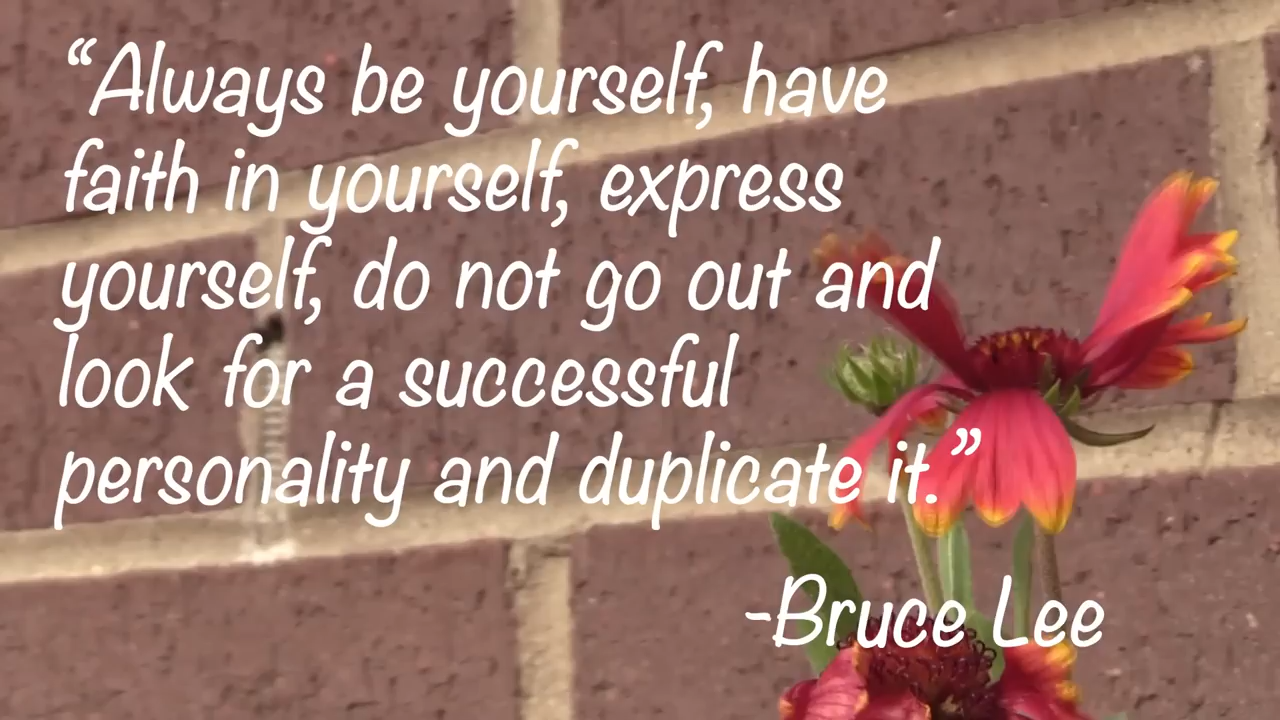 “Always be yourself, have
faith in yourself, express
yourself, do not go out and
look for a successful
personality and duplicate it.”
-Bruce Lee